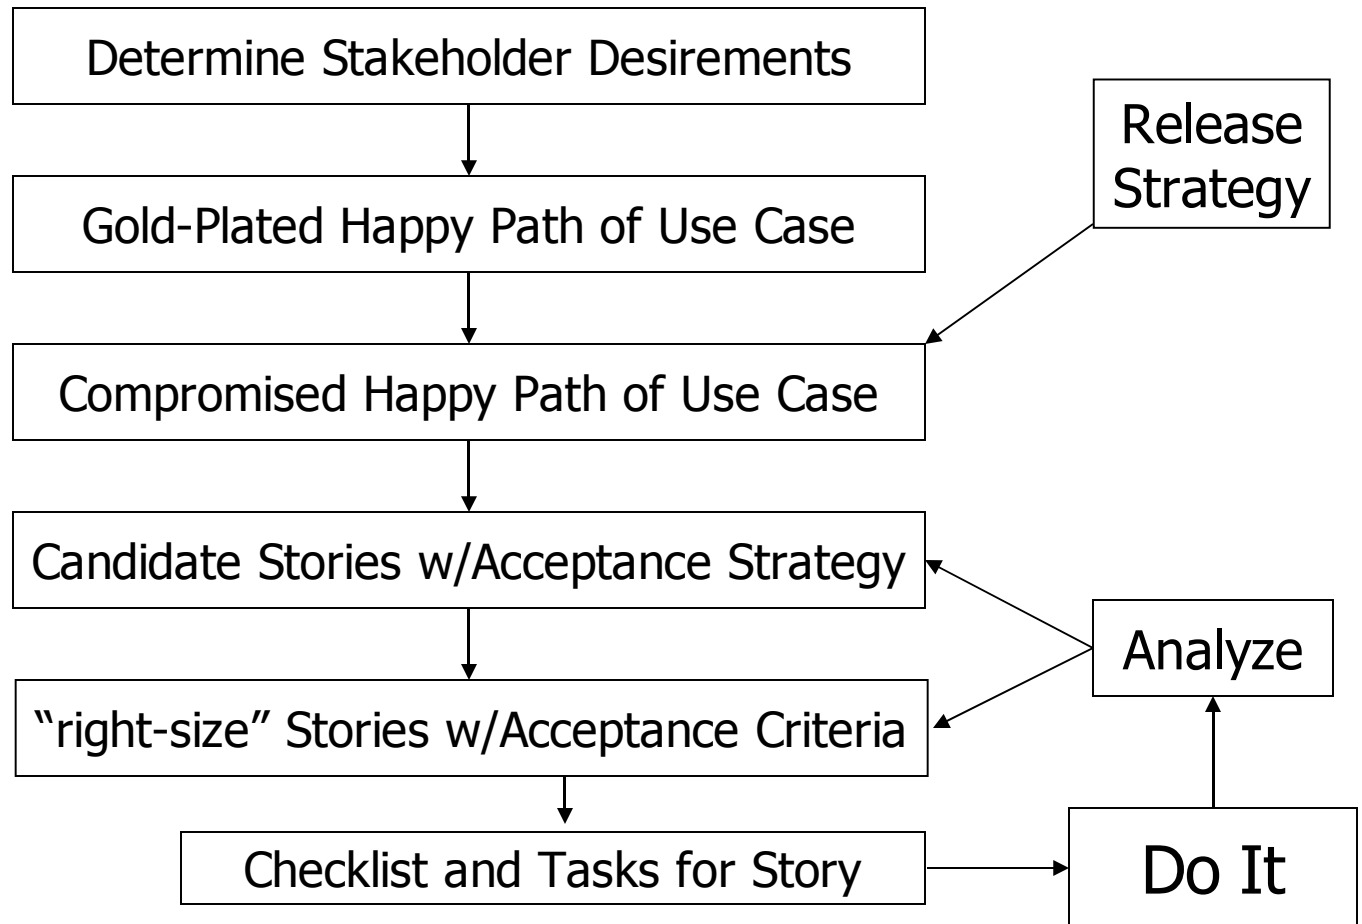 Determine Stakeholder Desirements
Release
Strategy
Gold-Plated Happy Path of Use Case
Compromised Happy Path of Use Case
Candidate Stories w/Acceptance Strategy
Analyze
“right-size” Stories w/Acceptance Criteria
Checklist and Tasks for Story
Do It